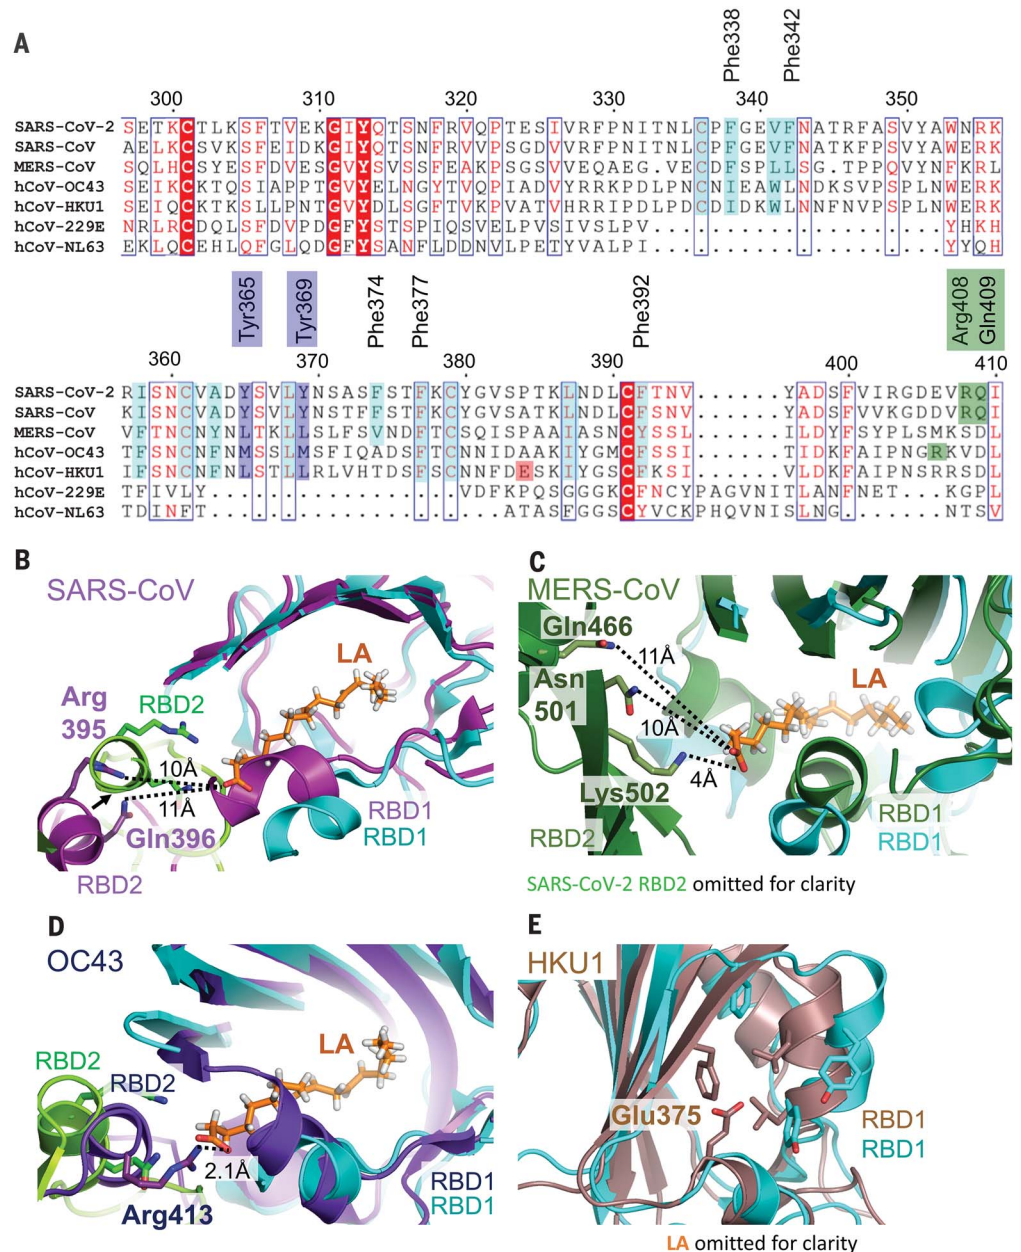 A
Phe338
Phe342
300 310 320 330 340 350
SARS-CoV-2 SETKCTLKSFTVEKGIYQTSNFRVQPTESIVRFPNITNLCPFGEVFNATRFASVYAWNRK
SARS-CoV AELKCSVKSFEIDKGIYQTSNFRVVPSGDVVRFPNITNLCPFGEVFNATKFPSVYAWERK
MERS-CoV SQLHCSYESFDVESGVYSVSSFEAKPSGSVVEQAEG.VECDFSPLLSG.TPPQVYNFKRL
hCoV-OC43 SEIKCKTQSIAPPTGVYELNGYTVQPIADVYRRKPDLPNCNIEAWLNDKSVPSPLNWERK
hCoV-HKU1 SEIQCKTKSLLPNTGVYDLSGFTVKPVATVHRRIPDLPDCDIDKWLNNFNVPSPLNWERK
hCoV-229E NRLRCDQLSFDVPDGFYSTSPIQSVELPVSIVSLPV....................YHKH
hCoV-NL63 EKLQCEHLQFGLQDGFYSANFLDDNVLPETYVALPI....................YYQH
Tyr365
Tyr369
Phe374
Phe377
Phe392
Arg408
Gln409
360 370 380 390 400 410
SARS-CoV-2 RISNCVADYSVLYNSASFSTFKCYGVSPTKLNDLCFTNV......YADSFVIRGDEVRQI
SARS-CoV KISNCVADYSVLYNSTFFSTFKCYGVSATKLNDLCFSNV......YADSFVVKGDDVRQI
MERS-CoV VFTNCNYNLTKLLSLFSVNDFTCSQISPAAIASNCYSSL......ILDYFSYPLSMKSDL
hCoV-OC43 TFSNCNFNMSSLMSFIQADSFTCNNIDAAKIYGMCFSSI......TIDKFAIPNGRKVDL
hCoV-HKU1 IFSNCNFNLSTLLRLVHTDSFSCNNFDESKIYGSCFKSI......VLDKFAIPNSRRSDL
hCoV-229E TFIVLY.................VDFKPQSGGGKCFNCYPAGVNITLANFNET...KGPL
hCoV-NL63 TDINFT....................ATASFGGSCYVCKPHQVNISLNG.......NTSV
B
SARS-CoV
LA
Arg
395
RBD2
10Å
11Å
Gln396
RBD1
RBD1
RBD2
C
MERS-CoV
Gln466
11Å
LA
Asn
501
10Å
4Å
Lys502
RBD2
RBD1
RBD1
SARS-CoV-2 RBD2 omitted for clarity
D
OC43
LA
RBD2
RBD2
2.1Å
RBD1
RBD1
Arg413
E
HKU1
Glu375
RBD1
RBD1
LA omitted for clarity